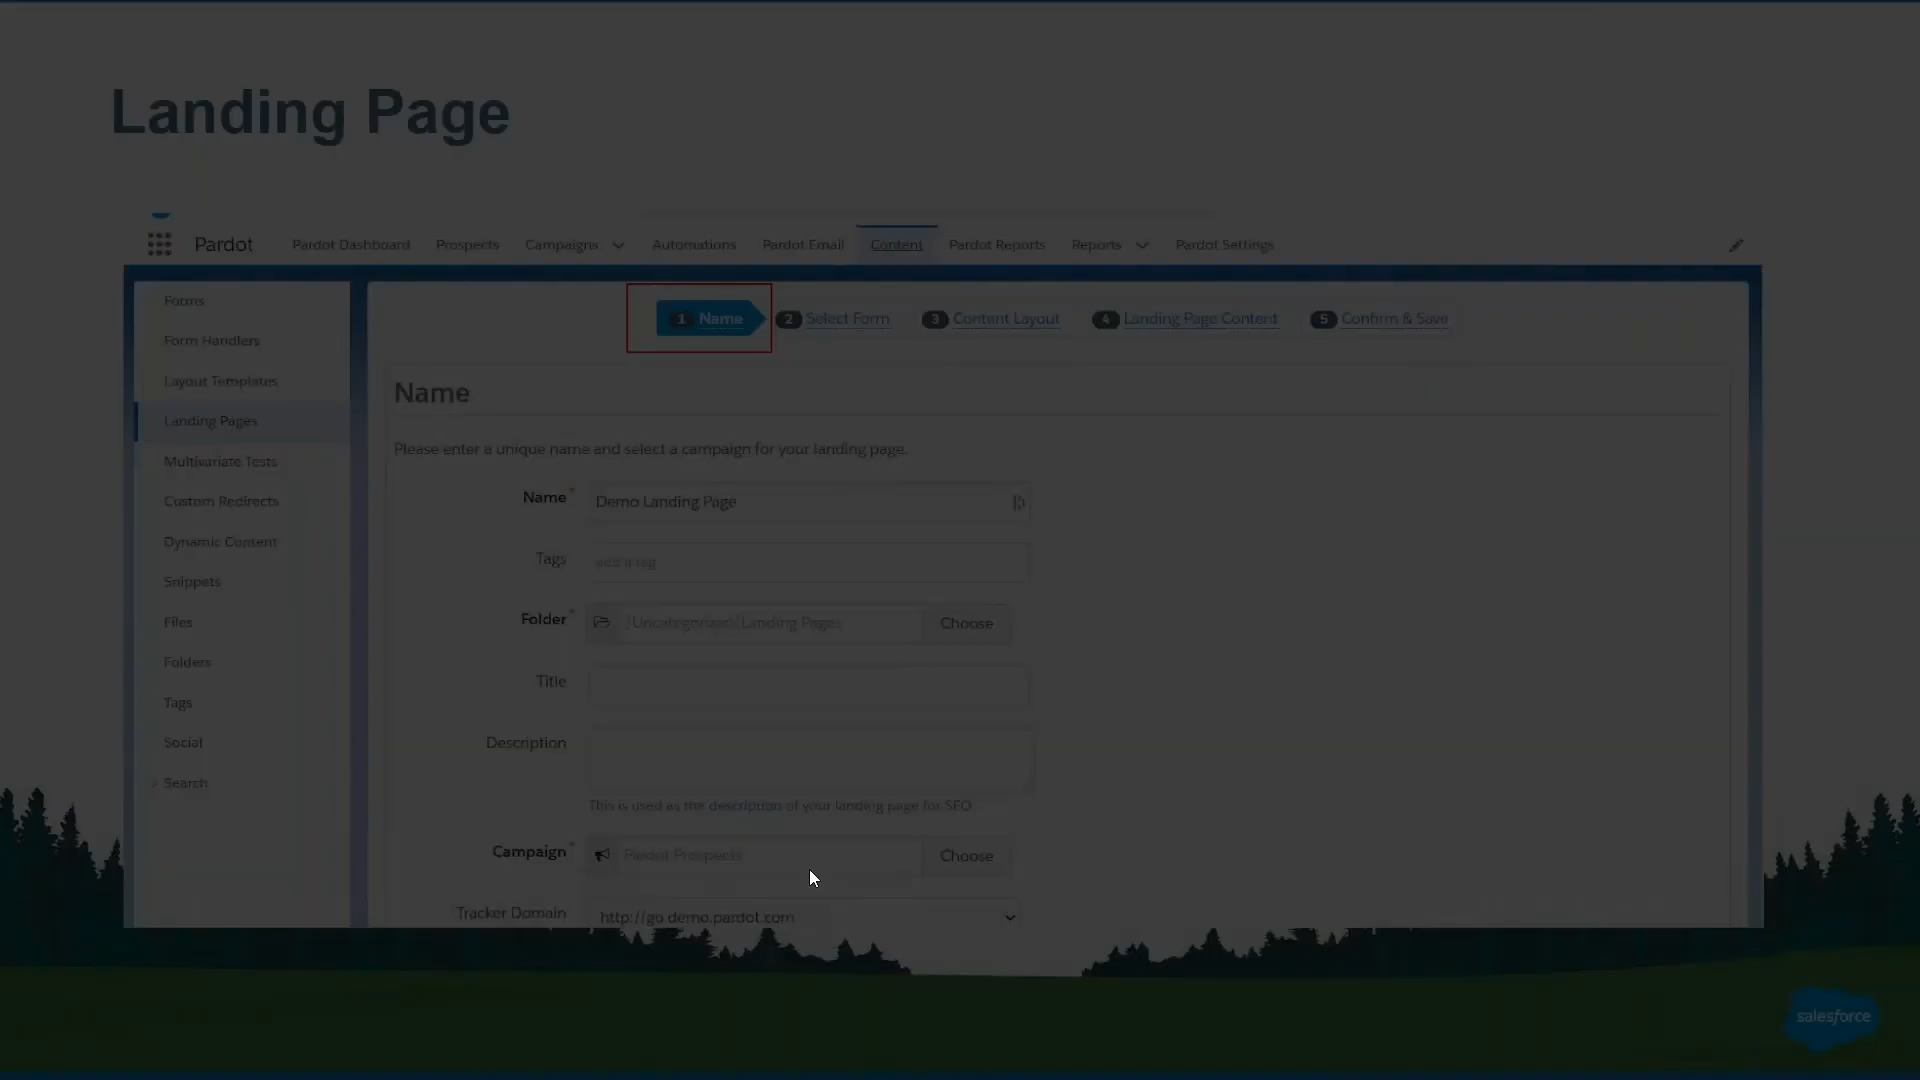 Landing Page
Pardot Pardot Dashboard Prospects Campaigns Automations Pardot Email Content Pardot Reports Reports Pardot Settings
Forms
Form Handlers
Layout Templates
Landing Pages
Multivariate Tests
Custom Redirects
Dynamic Content
Snippets
Files
Folders
Tags
Social
Search
1 Name 2 Select Form 3 Content Layout 4 Landing Page Content 5 Confirm & Save
Name
Please enter a unique name and select a campaign for your landing page.
Name * Demo Landing Page
Tags add a tag
Folder * /Uncategorized/Landing Pages Choose
Title
Description
This is used as the description of your landing page for SEO
Campaign * Pardot Prospects Choose
Tracker Domain http://go.demo.pardot.com
salesforce